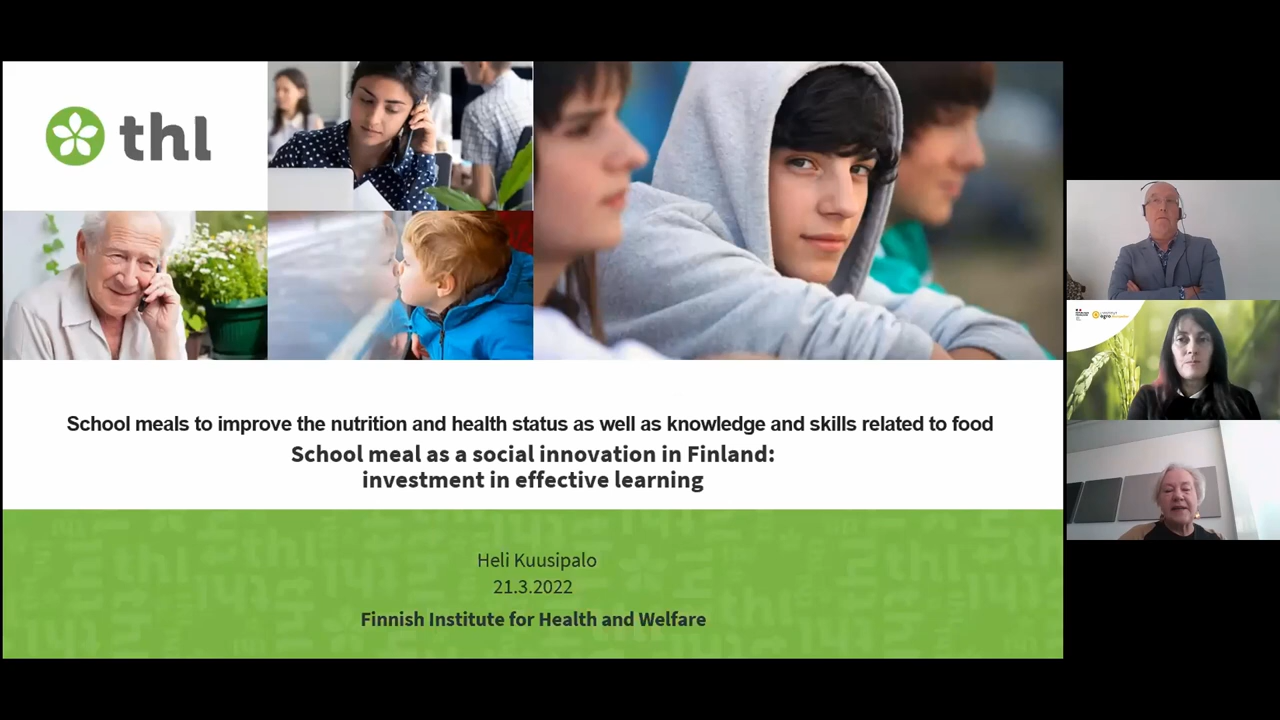 thl
School meals to improve the nutrition and health status as well as knowledge and skills related to food
School meal as a social innovation in Finland:
investment in effective learning
Heli Kuusipalo
21.3.2022
Finnish Institute for Health and Welfare